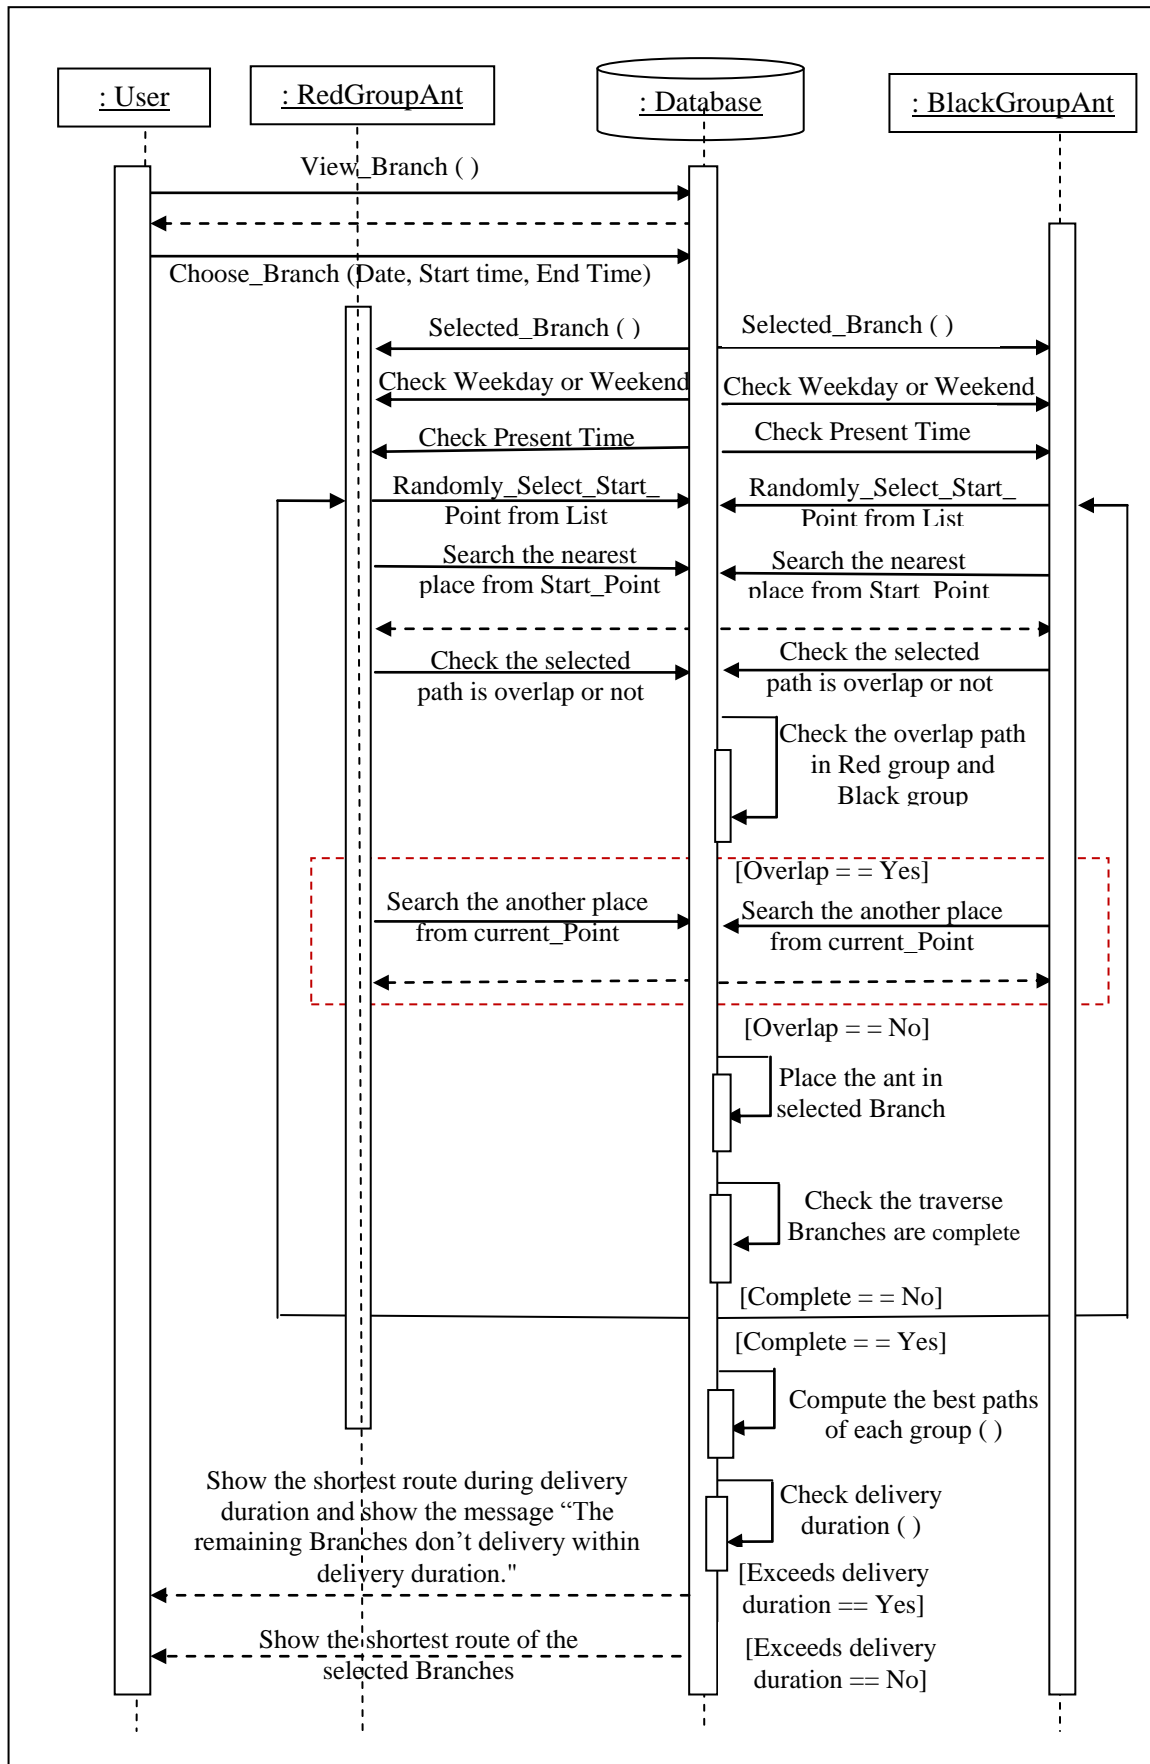 : User
: RedGroupAnt
: Database
: BlackGroupAnt
View_Branch ( )
Choose_Branch (Date, Start time, End Time)
Selected_Branch ( )
Selected_Branch ( )
Check Weekday or Weekend
Check Weekday or Weekend
Check Present Time
Check Present Time
Randomly_Select_Start_
Point from List
Randomly_Select_Start_
Point from List
Search the nearest
place from Start_Point
Search the nearest
place from Start_Point
Check the selected
path is overlap or not
Check the selected
path is overlap or not
Check the overlap path
in Red group and
Black group
[Overlap = = Yes]
Search the another place
from current_Point
Search the another place
from current_Point
[Overlap = = No]
Place the ant in
selected Branch
Check the traverse
Branches are complete
[Complete = = No]
[Complete = = Yes]
Compute the best paths
of each group ( )
Show the shortest route during delivery
duration and show the message “The
remaining Branches don’t delivery within
delivery duration."
Check delivery
duration ( )
[Exceeds delivery
duration == Yes]
Show the shortest route of the
selected Branches
[Exceeds delivery
duration == No]